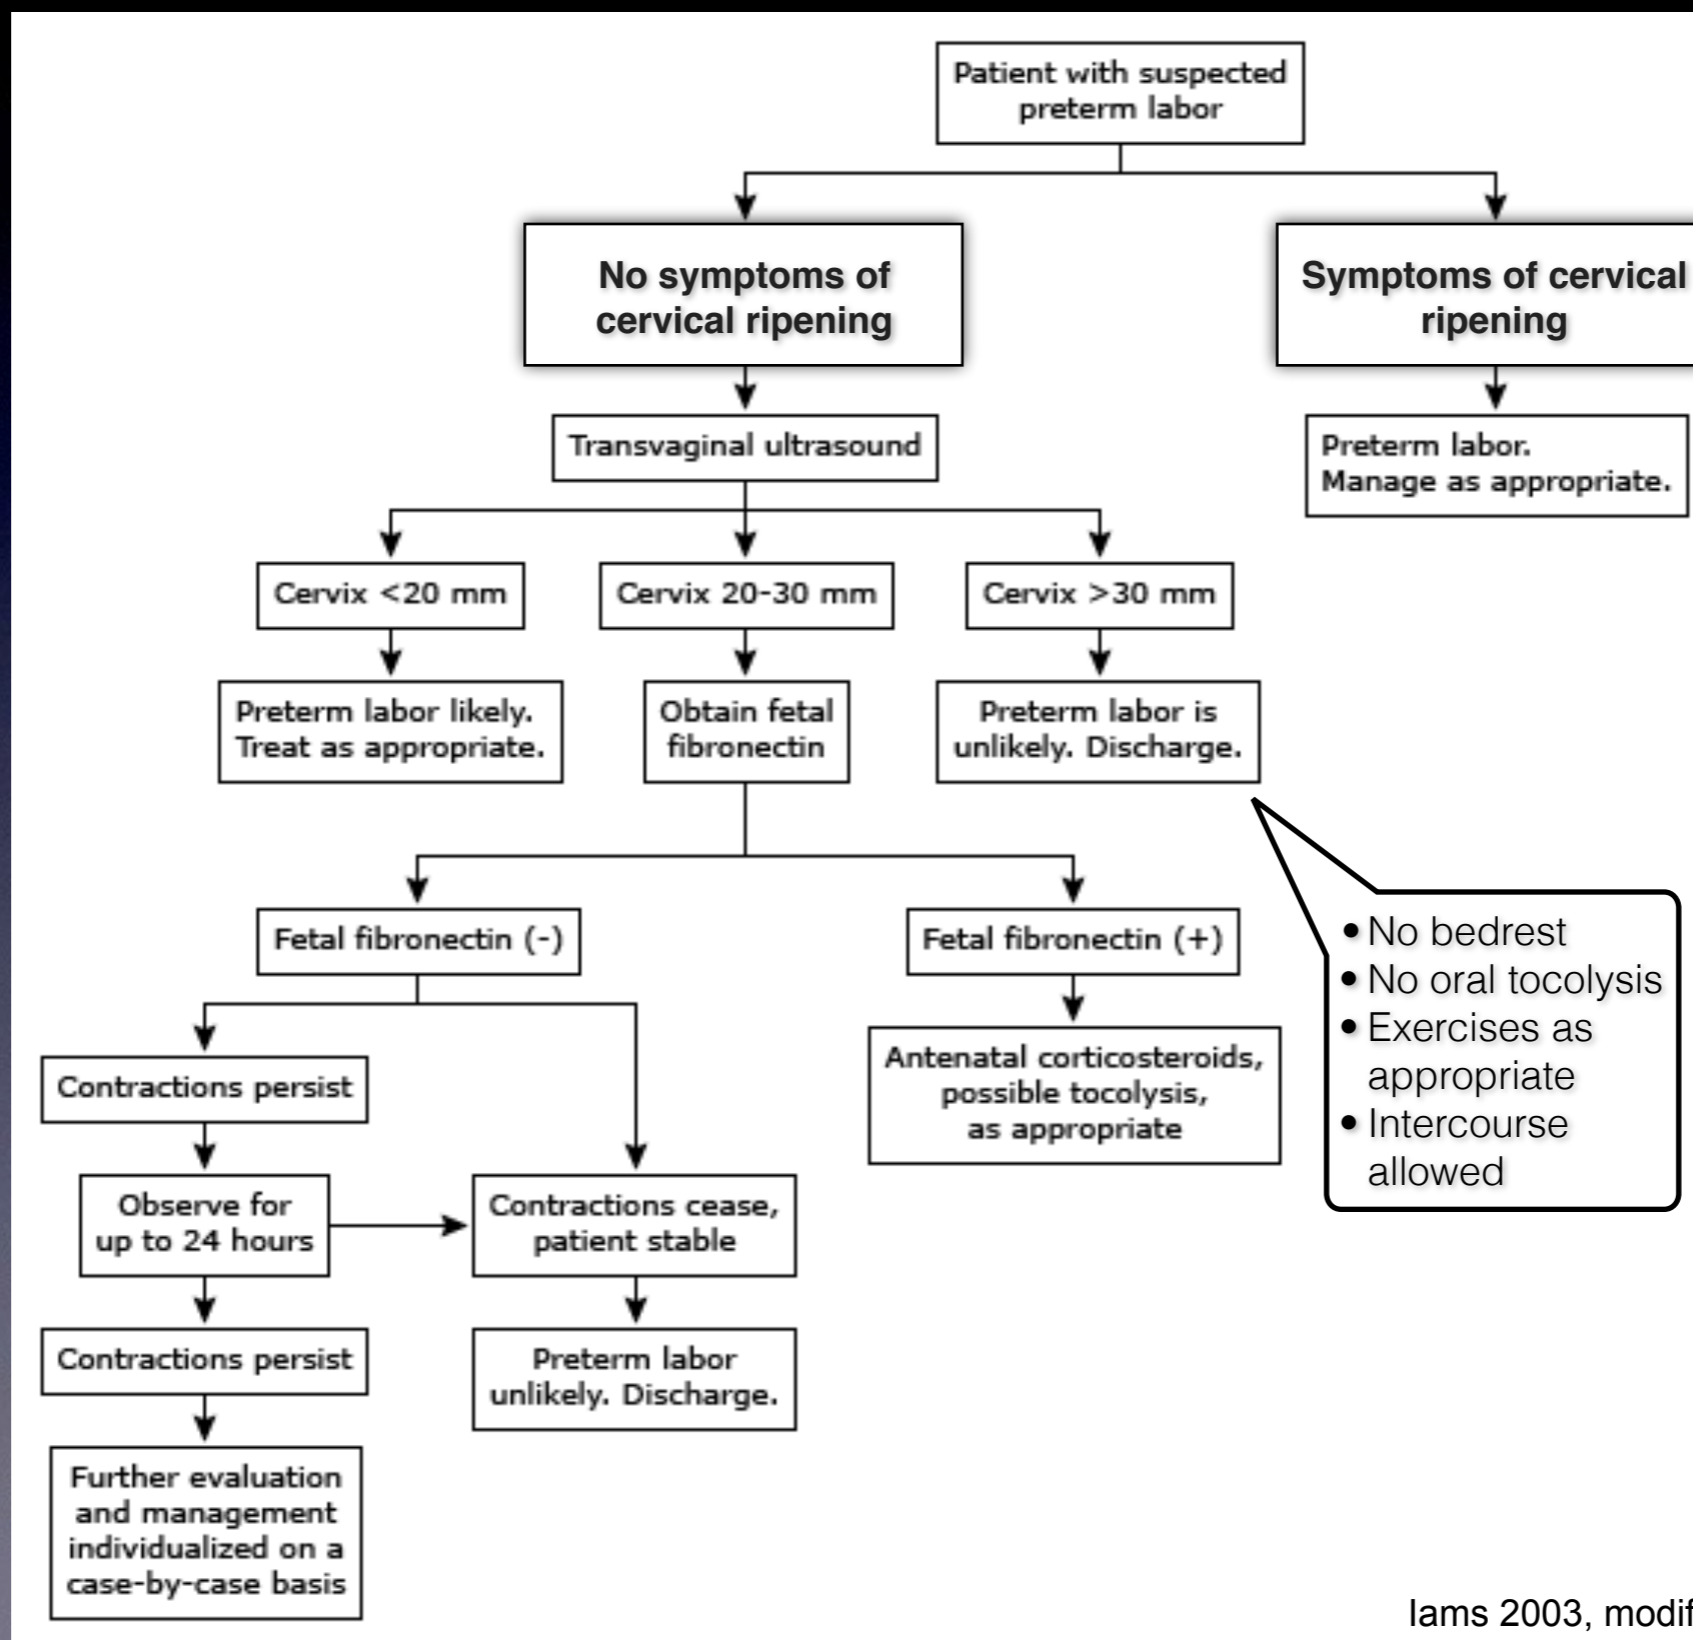 Patient with suspected
preterm labor
No symptoms of
cervical ripening
Symptoms of cervical
ripening
Transvaginal ultrasound
Preterm labor.
Manage as appropriate.
Cervix <20 mm
Cervix 20-30 mm
Cervix >30 mm
Preterm labor likely.
Treat as appropriate.
Obtain fetal
fibronectin
Preterm labor is
unlikely. Discharge.
Fetal fibronectin (-)
Fetal fibronectin (+)
• No bedrest
• No oral tocolysis
• Exercises as
appropriate
• Intercourse
allowed
Contractions persist
Antenatal corticosteroids,
possible tocolysis,
as appropriate
Observe for
up to 24 hours
Contractions cease,
patient stable
Contractions persist
Preterm labor
unlikely. Discharge.
Further evaluation
and management
individualized on a
case-by-case basis
Iams 2003,